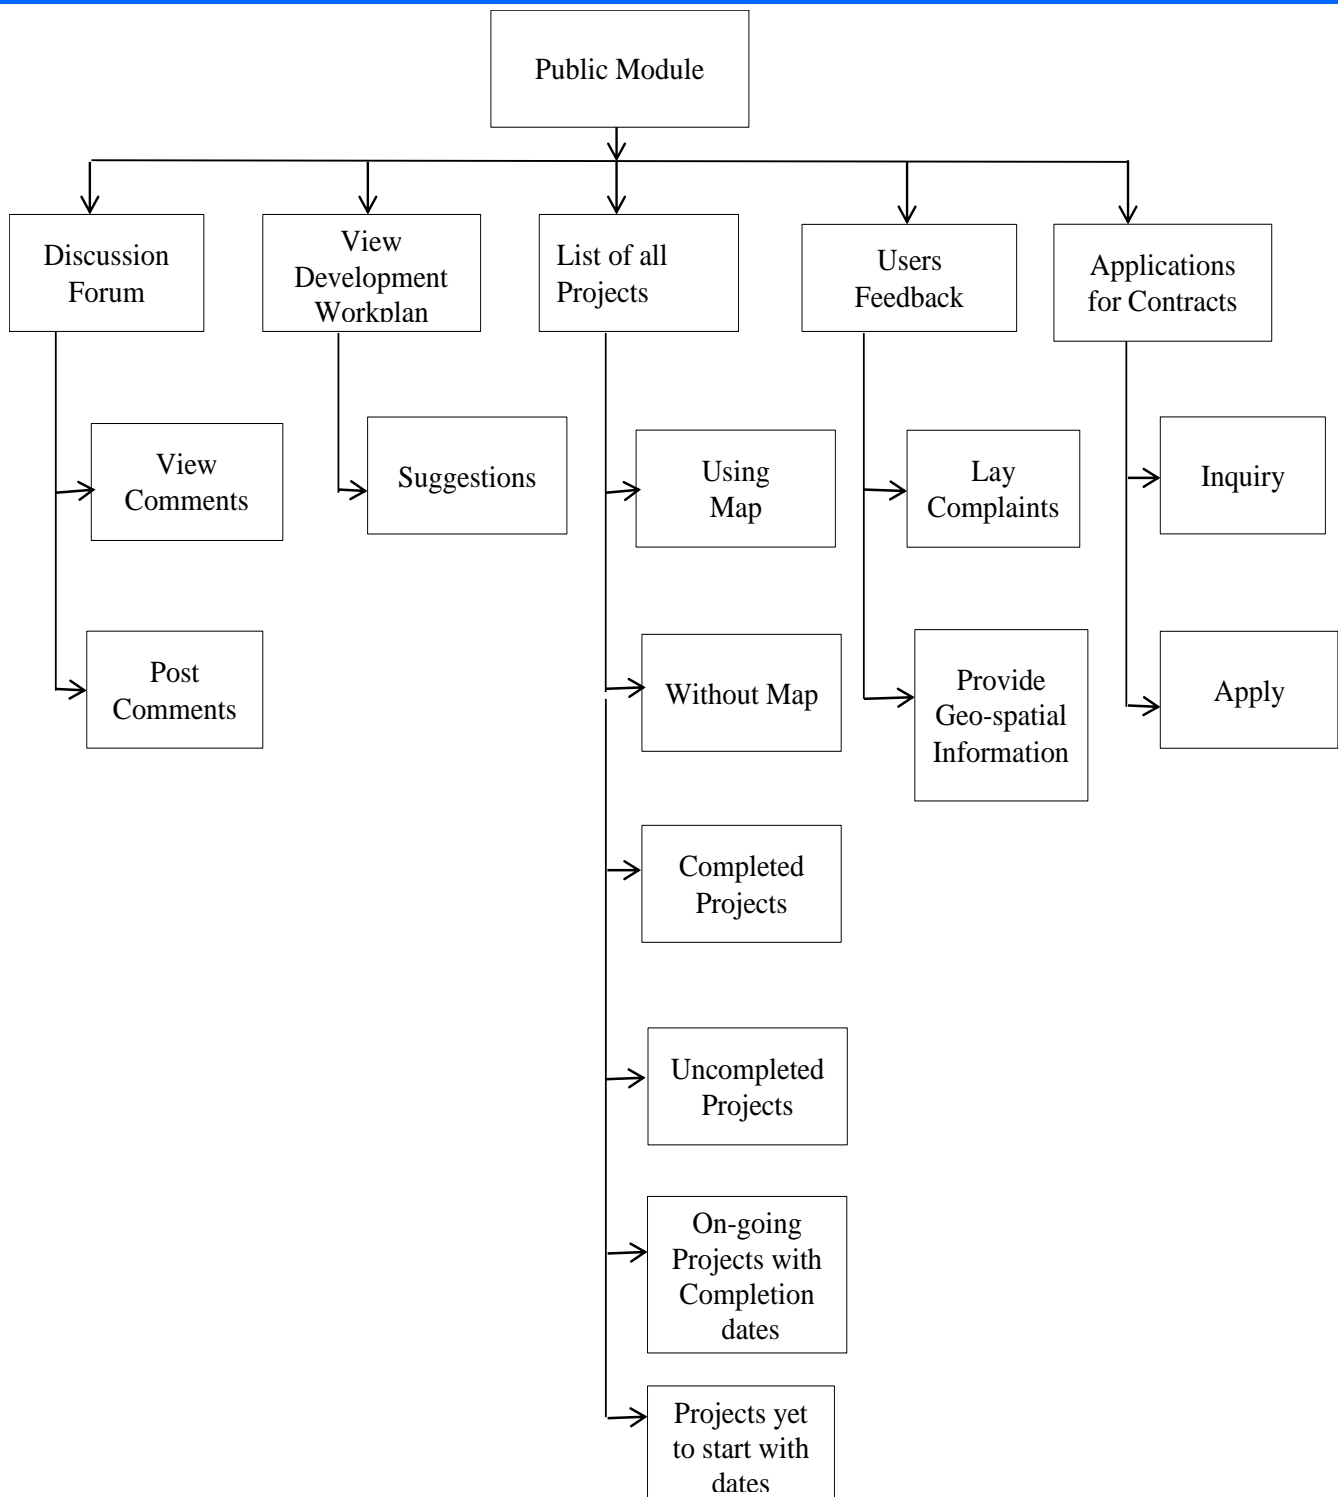 Public Module
Discussion
Forum
View
Development
Workplan
List of all
Projects
Users
Feedback
Applications
for Contracts
View
Comments
Suggestions
Using
Map
Lay
Complaints
Inquiry
Post
Comments
Without Map
Provide
Geo-spatial
Information
Apply
Completed
Projects
Uncompleted
Projects
On-going
Projects with
Completion
dates
Projects yet
to start with
dates